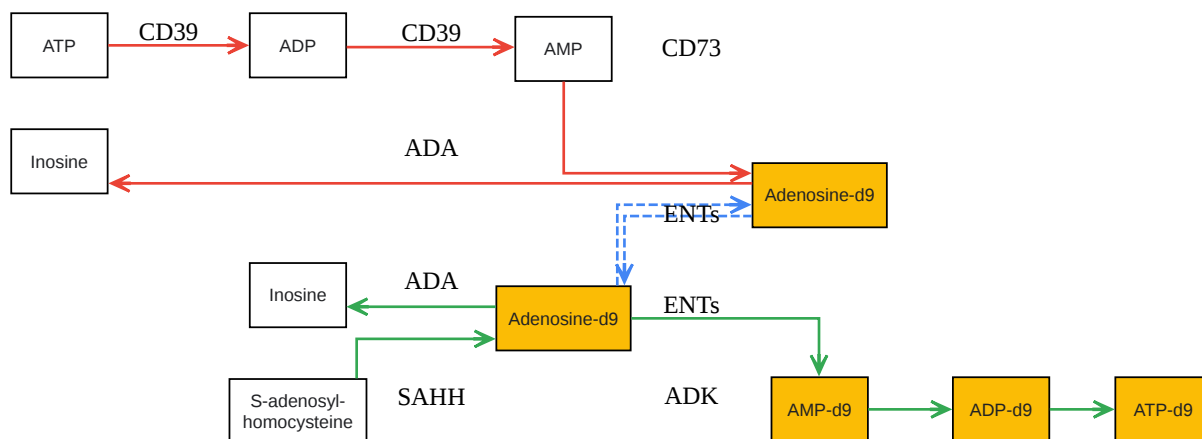 ATP
CD39
ADP
CD39
AMP
CD73
Inosine
ADA
Adenosine-d9
ENTs
Inosine
ADA
Adenosine-d9
ENTs
S-adenosyl-
homocysteine
SAHH
ADK
AMP-d9
ADP-d9
ATP-d9